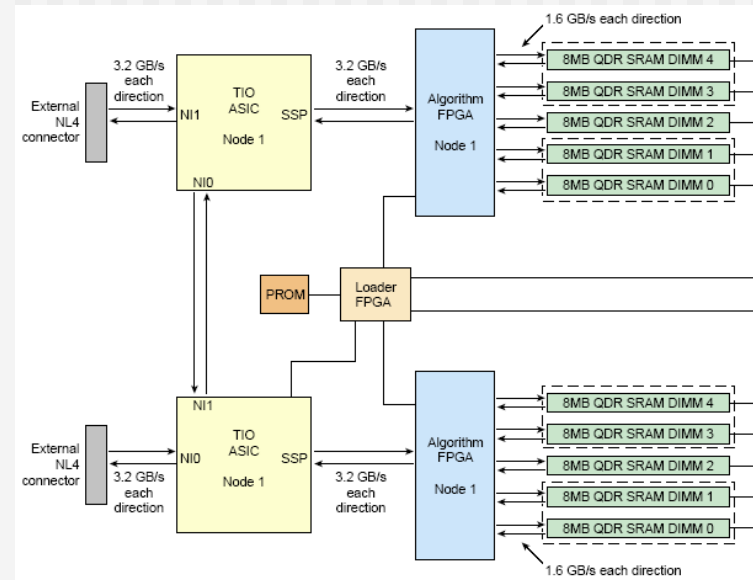 1.6 GB/s each direction
3.2 GB/s
each
direction
3.2 GB/s
each
direction
External
NL4
connector
NI1
TIO
ASIC
Node 1
SSP
NI0
Algorithm
FPGA
Node 1
8MB QDR SRAM DIMM 4
8MB QDR SRAM DIMM 3
8MB QDR SRAM DIMM 2
8MB QDR SRAM DIMM 1
8MB QDR SRAM DIMM 0
PROM
Loader
FPGA
External
NL4
connector
NI1
TIO
ASIC
Node 1
NI0
SSP
3.2 GB/s
each
direction
3.2 GB/s
each
direction
Algorithm
FPGA
Node 1
8MB QDR SRAM DIMM 4
8MB QDR SRAM DIMM 3
8MB QDR SRAM DIMM 2
8MB QDR SRAM DIMM 1
8MB QDR SRAM DIMM 0
1.6 GB/s each direction